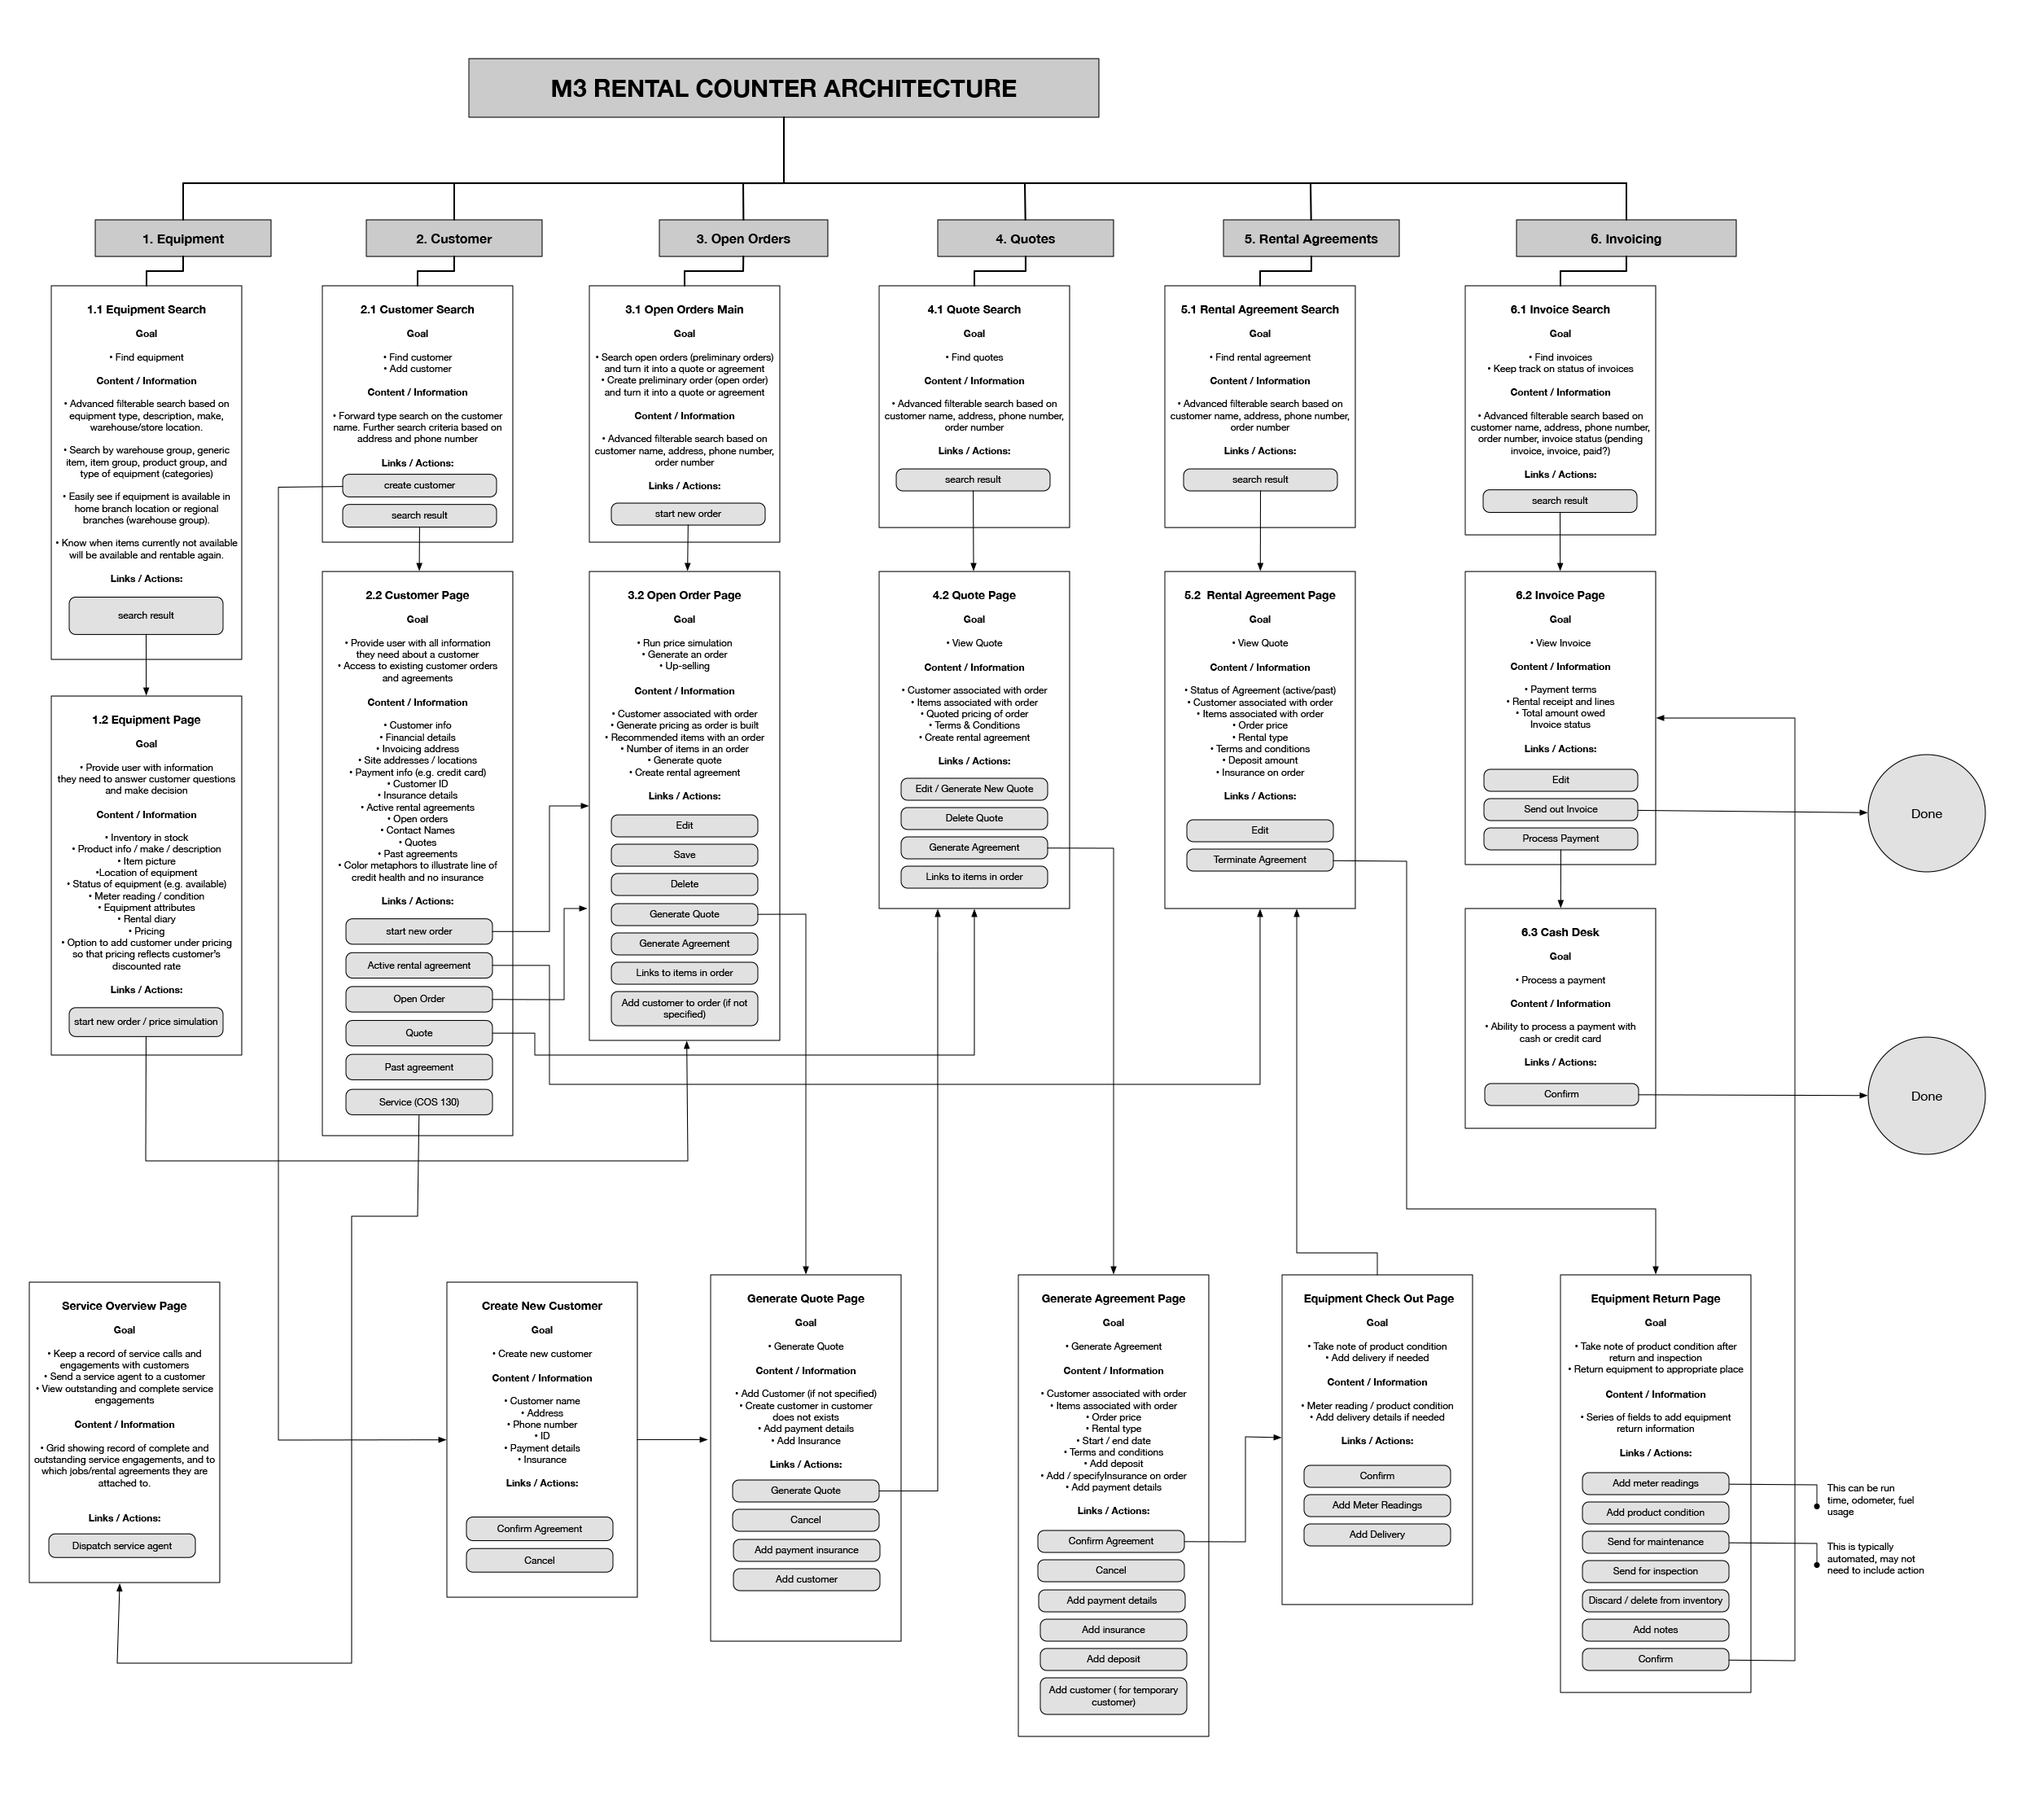 M3 RENTAL COUNTER ARCHITECTURE
1. Equipment
2. Customer
3. Open Orders
4. Quotes
5. Rental Agreements
6. Invoicing
1.1 Equipment Search
Goal
• Find equipment
Content / Information
• Advanced filterable search based on
equipment type, description, make,
warehouse/store location.
• Search by warehouse group, generic
item, item group, product group, and
type of equipment (categories)
• Easily see if equipment is available in
home branch location or regional
branches (warehouse group).
• Know when items currently not available
will be available and rentable again.
Links / Actions:
search result
2.1 Customer Search
Goal
• Find customer
• Add customer
Content / Information
• Forward type search on the customer
name. Further search criteria based on
address and phone number
Links / Actions:
create customer
search result
3.1 Open Orders Main
Goal
• Search open orders (preliminary orders)
and turn it into a quote or agreement
• Create preliminary order (open order)
and turn it into a quote or agreement
Content / Information
• Advanced filterable search based on
customer name, address, phone number,
order number
Links / Actions:
start new order
4.1 Quote Search
Goal
• Find quotes
Content / Information
• Advanced filterable search based on
customer name, address, phone number,
order number
Links / Actions:
search result
5.1 Rental Agreement Search
Goal
• Find rental agreement
Content / Information
• Advanced filterable search based on
customer name, address, phone number,
order number
Links / Actions:
search result
6.1 Invoice Search
Goal
• Find invoices
• Keep track on status of invoices
Content / Information
• Advanced filterable search based on
customer name, address, phone number,
order number, invoice status (pending
invoice, invoice, paid?)
Links / Actions:
search result
1.2 Equipment Page
Goal
• Provide user with information
they need to answer customer questions
and make decision
Content / Information
• Inventory in stock
• Product info / make / description
• Item picture
•Location of equipment
• Status of equipment (e.g. available)
• Meter reading / condition
• Equipment attributes
• Rental diary
• Pricing
• Option to add customer under pricing
so that pricing reflects customer's
discounted rate
Links / Actions:
start new order / price simulation
2.2 Customer Page
Goal
• Provide user with all information
they need about a customer
• Access to existing customer orders
and agreements
Content / Information
• Customer info
• Financial details
• Invoicing address
• Site addresses / locations
• Payment info (e.g. credit card)
• Customer ID
• Insurance details
• Active rental agreements
• Open orders
• Contact Names
• Quotes
• Past agreements
• Color metaphors to illustrate line of
credit health and no insurance
Links / Actions:
start new order
Active rental agreement
Open Order
Quote
Past agreement
Service (COS 130)
3.2 Open Order Page
Goal
• Run price simulation
• Generate an order
• Up-selling
Content / Information
• Customer associated with order
• Generate pricing as order is built
• Recommended items with an order
• Number of items in an order
• Generate quote
• Create rental agreement
Links / Actions:
Edit
Save
Delete
Generate Quote
Generate Agreement
Links to items in order
Add customer to order (if not
specified)
4.2 Quote Page
Goal
• View Quote
Content / Information
• Customer associated with order
• Items associated with order
• Quoted pricing of order
• Terms & Conditions
• Create rental agreement
Links / Actions:
Edit / Generate New Quote
Delete Quote
Generate Agreement
Links to items in order
5.2 Rental Agreement Page
Goal
• View Quote
Content / Information
• Status of Agreement (active/past)
• Customer associated with order
• Items associated with order
• Order price
• Rental type
• Terms and conditions
• Deposit amount
• Insurance on order
Links / Actions:
Edit
Terminate Agreement
6.2 Invoice Page
Goal
• View Invoice
Content / Information
• Payment terms
• Rental receipt and lines
• Total amount owed
Invoice status
Links / Actions:
Edit
Send out Invoice
Process Payment
Done
6.3 Cash Desk
Goal
• Process a payment
Content / Information
• Ability to process a payment with
cash or credit card
Links / Actions:
Confirm
Done
Service Overview Page
Goal
• Keep a record of service calls and
engagements with customers
• Send a service agent to a customer
• View outstanding and complete service
engagements
Content / Information
• Grid showing record of complete and
outstanding service engagements, and to
which jobs/rental agreements they are
attached to.
Links / Actions:
Dispatch service agent
Create New Customer
Goal
• Create new customer
Content / Information
• Customer name
• Address
• Phone number
• ID
• Payment details
• Insurance
Links / Actions:
Confirm Agreement
Cancel
Generate Quote Page
Goal
• Generate Quote
Content / Information
• Add Customer (if not specified)
• Create customer in customer
does not exists
• Add payment details
• Add Insurance
Links / Actions:
Generate Quote
Cancel
Add payment insurance
Add customer
Generate Agreement Page
Goal
• Generate Agreement
Content / Information
• Customer associated with order
• Items associated with order
• Order price
• Rental type
• Start / end date
• Terms and conditions
• Add deposit
• Add / specifyInsurance on order
• Add payment details
Links / Actions:
Confirm Agreement
Cancel
Add payment details
Add insurance
Add deposit
Add customer ( for temporary
customer)
Equipment Check Out Page
Goal
• Take note of product condition
• Add delivery if needed
Content / Information
• Meter reading / product condition
• Add delivery details if needed
Links / Actions:
Confirm
Add Meter Readings
Add Delivery
Equipment Return Page
Goal
• Take note of product condition after
return and inspection
• Return equipment to appropriate place
Content / Information
• Series of fields to add equipment
return information
Links / Actions:
Add meter readings
Add product condition
Send for maintenance
Send for inspection
Discard / delete from inventory
Add notes
Confirm
This can be run
time, odometer, fuel
usage
This is typically
automated, may not
need to include action